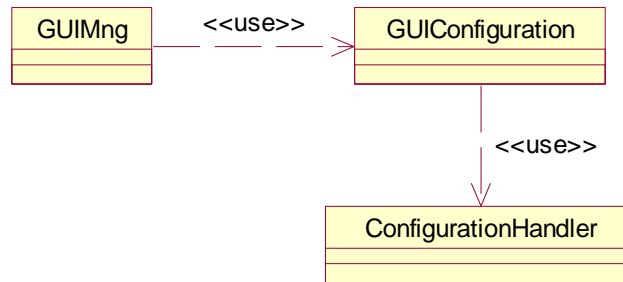 GUIMng
<<use>>
GUIConfiguration
<<use>>
ConfigurationHandler